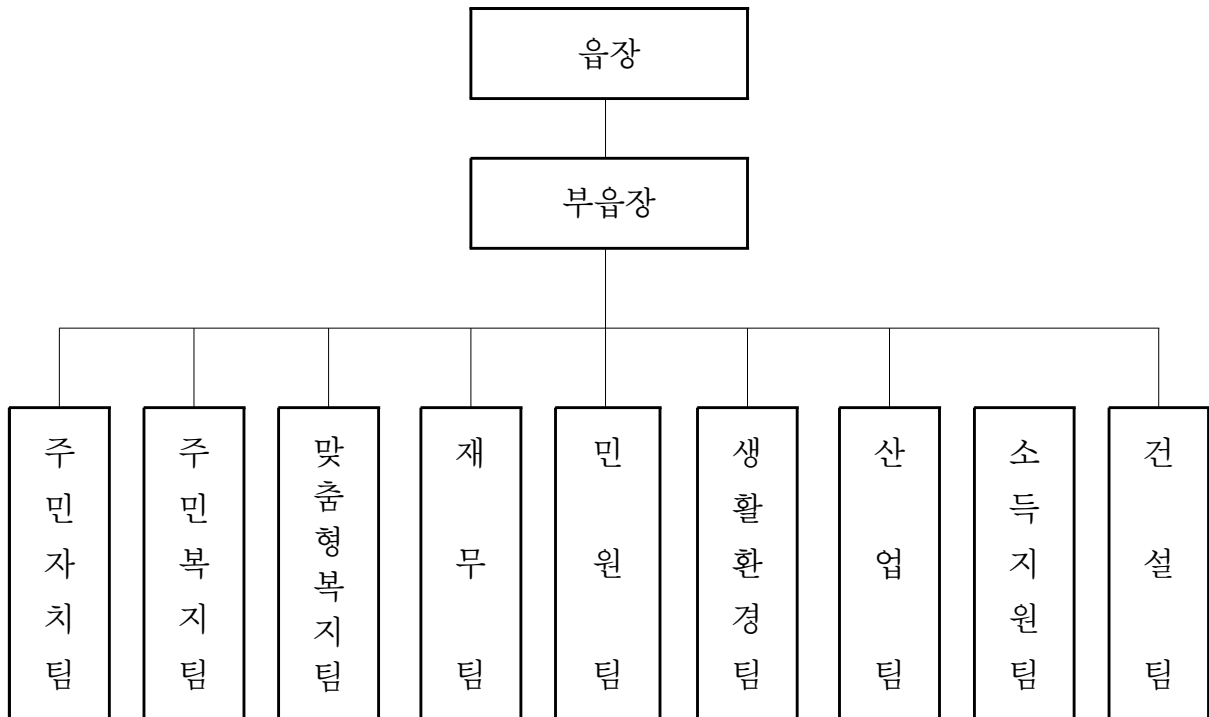 읍장
부읍장
주민자치팀
주민복지팀
맞춤형복지팀
재무팀
민원팀
생활환경팀
산업팀
소득지원팀
건설팀